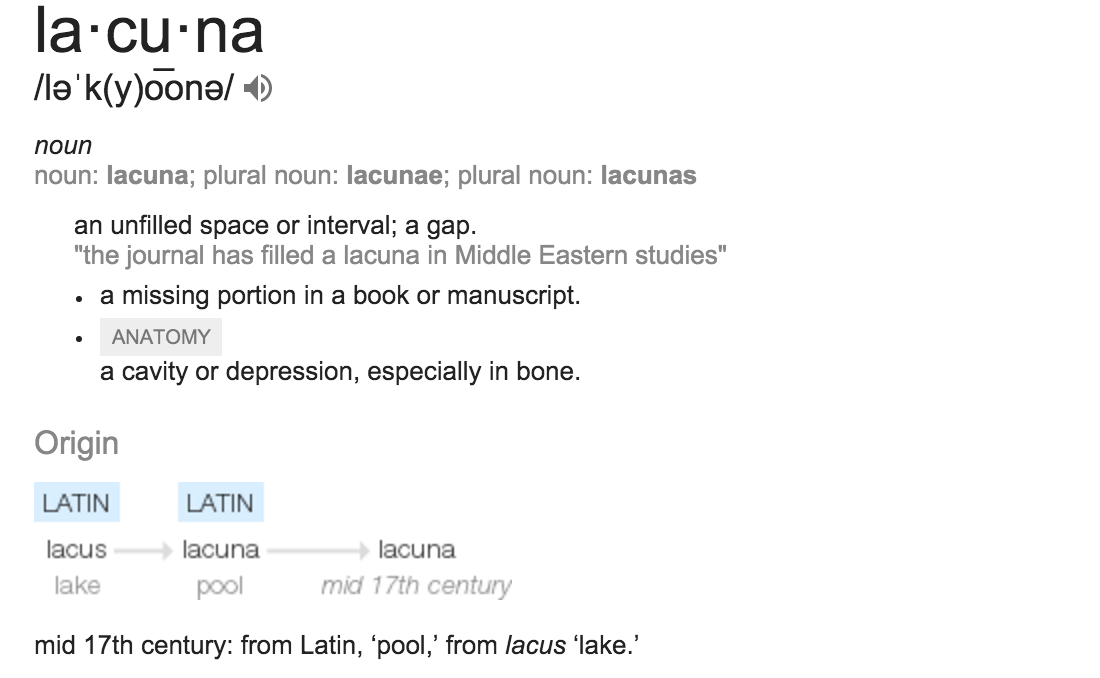 la·cu·na
/ləˈk(y)o͞onə/
noun
noun: lacuna; plural noun: lacunae; plural noun: lacunas
an unfilled space or interval; a gap.
"the journal has filled a lacuna in Middle Eastern studies"
• a missing portion in a book or manuscript.
• ANATOMY
a cavity or depression, especially in bone.
Origin
LATIN LATIN
lacus lacuna lacuna
lake pool mid 17th century
mid 17th century: from Latin, ‘pool,’ from lacus ‘lake.’